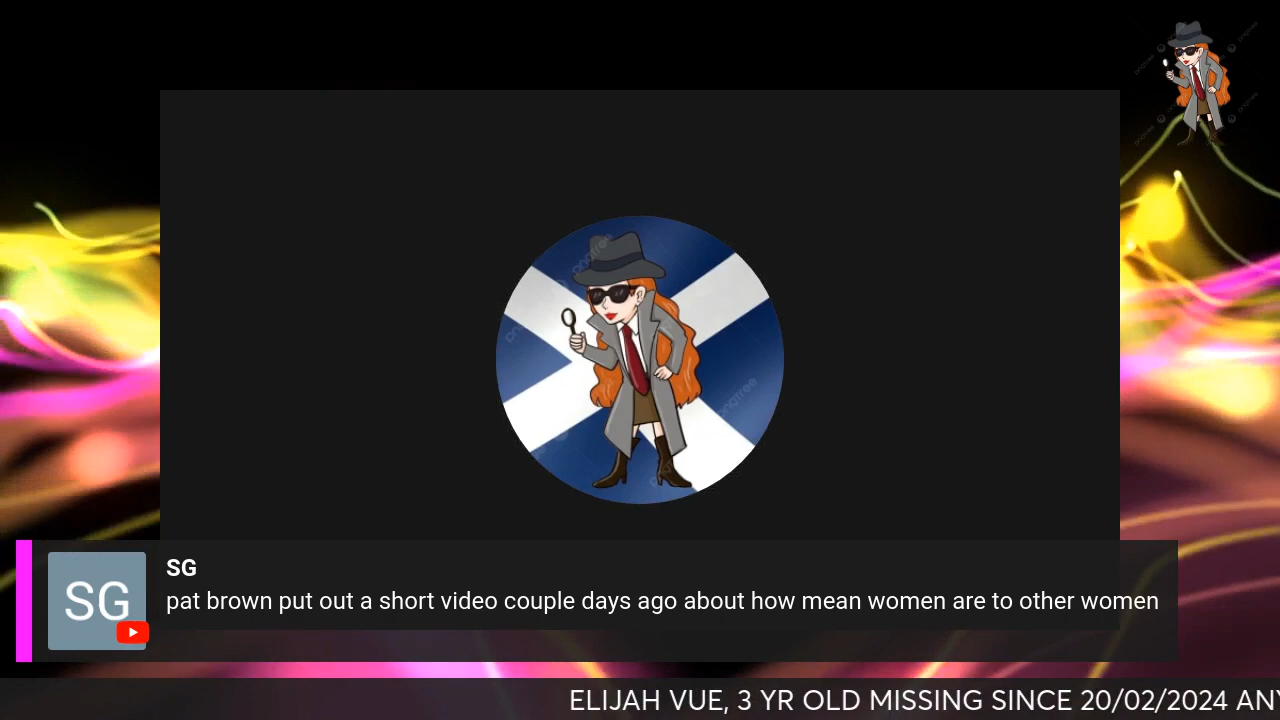 SG
SG
pat brown put out a short video couple days ago about how mean women are to other women
ELIJAH VUE, 3 YR OLD MISSING SINCE 20/02/2024 AN